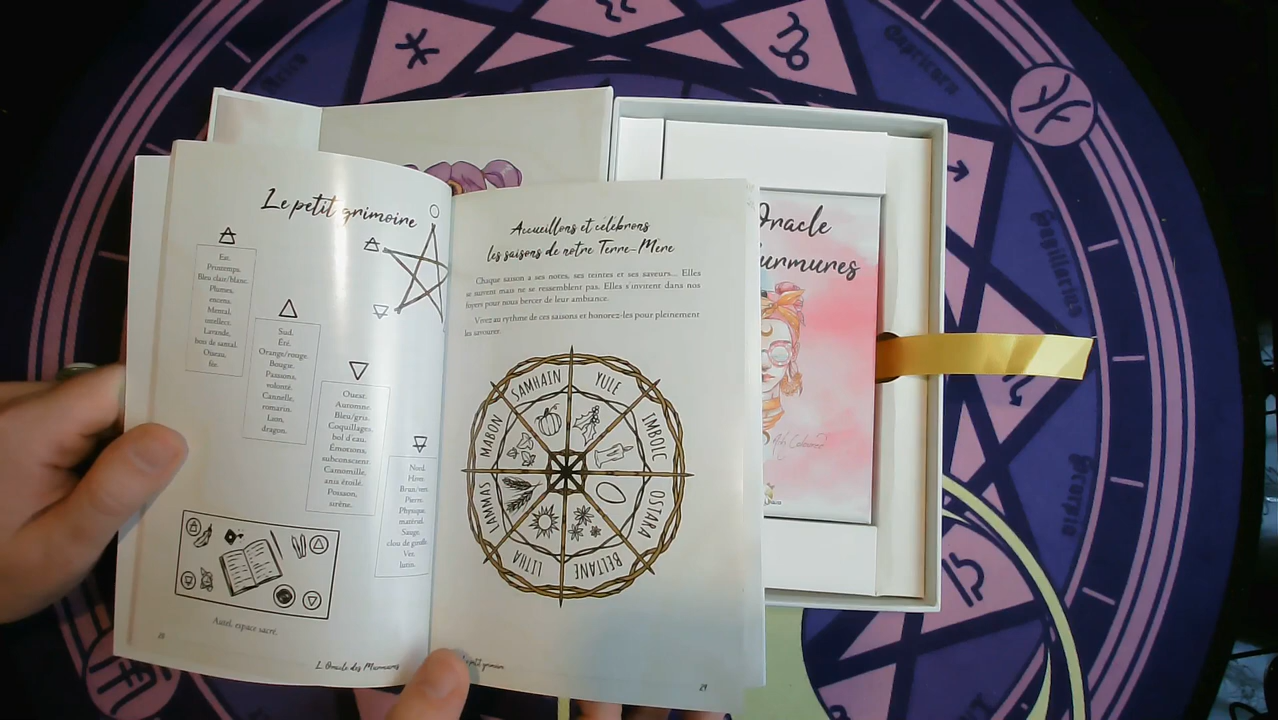 Le petit grimoire
Est.
Printemps.
Bleu clair/blanc.
Plumes,
encens.
Mental,
intellect.
Lavande,
bois de santal.
Oiseau,
fée.
Sud.
Été.
Orange/rouge.
Bougie.
Passions,
volonté.
Cannelle,
romarin.
Lion,
dragon.
Ouest.
Automne.
Bleu/gris.
Coquillages,
bol d'eau.
Émotions,
subconscient.
Camomille,
anis étoilé.
Poisson,
sirène.
Nord.
Hiver.
Brun/vert.
Pierre.
Physique,
matériel.
Sauge,
clou de girofle.
Ver,
lutin.
Autel, espace sacré.
28
L'Oracle des Murmures
Accueillons et célébrons
les saisons de notre Terre-Mère
Chaque saison a ses notes, ses teintes et ses saveurs... Elles
se suivent mais ne se ressemblent pas. Elles s'invitent dans nos
foyers pour nous bercer de leur ambiance.
Vivez au rythme de ces saisons et honorez-les pleinement
les savourer.
SAMHAIN
YULE
IMBOLC
OSTARA
BELTANE
LITHA
LAMMAS
MABON
petit grimoire
29
Oracle
murmures
Capricorn
Sagittarius
Scorpio